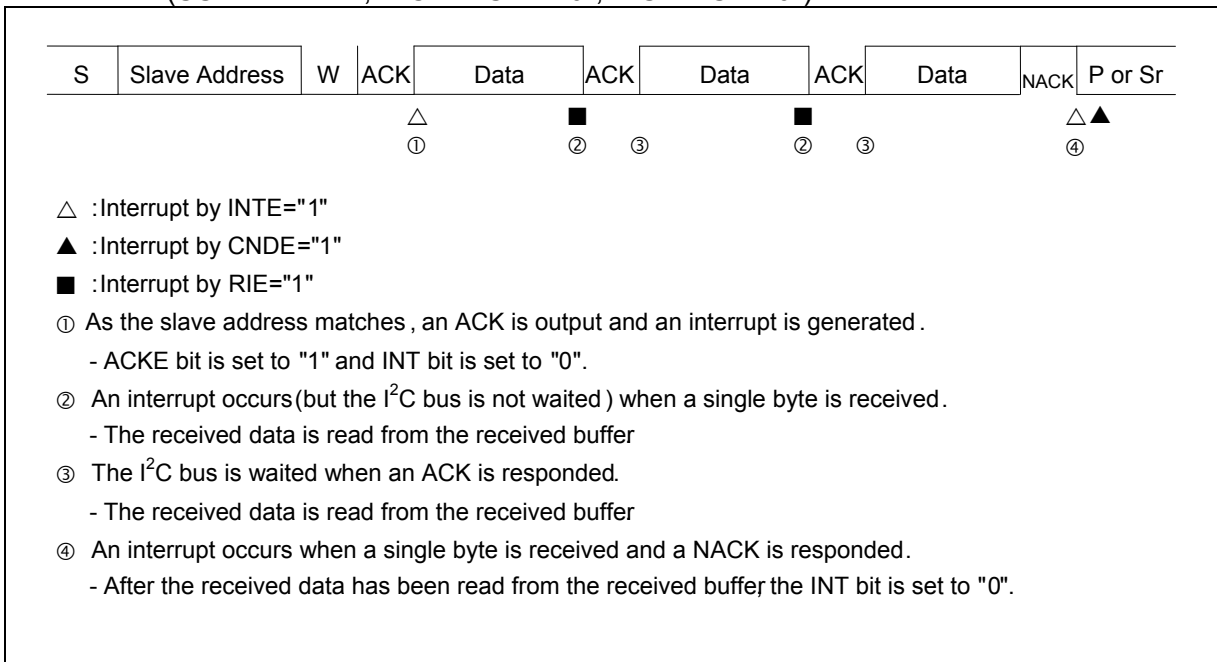 S Slave Address W ACK Data ACK Data ACK Data NACK P or Sr
△ ■ ■ △ ▲
① ② ③ ② ③ ④
△ :Interrupt by INTE="1"
▲ :Interrupt by CNDE="1"
■ :Interrupt by RIE="1"
① As the slave address matches, an ACK is output and an interrupt is generated.
- ACKE bit is set to "1" and INT bit is set to "0".
② An interrupt occurs(but the I²C bus is not waited) when a single byte is received.
- The received data is read from the received buffer
③ The I²C bus is waited when an ACK is responded.
- The received data is read from the received buffer
④ An interrupt occurs when a single byte is received and a NACK is responded.
- After the received data has been read from the received buffer, the INT bit is set to "0".